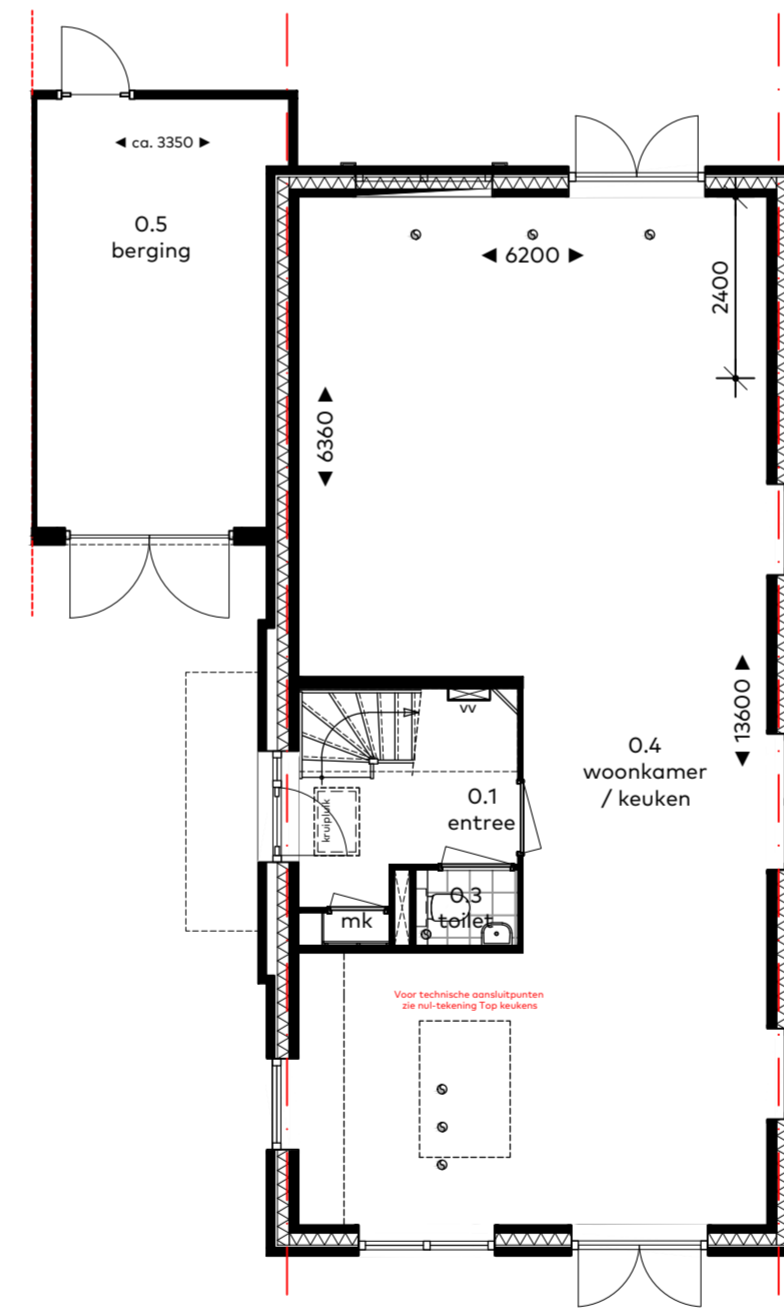 ca. 3350
0.5
berging
6200
2400
6360
13600
vv
0.4
woonkamer
/ keuken
0.1
entree
kruipluik
0.3
toilet
mk
Voor technische aansluitpunten
zie nul-tekening Top keukens